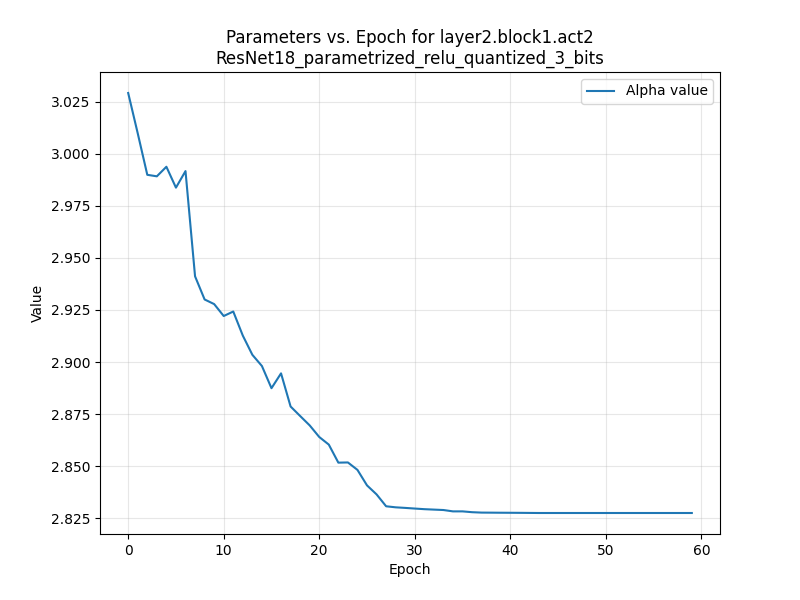 Parameters vs. Epoch for layer2.block1.act2
ResNet18_parametrized_relu_quantized_3_bits
Alpha value
3.025
3.000
2.975
2.950
2.925
2.900
2.875
2.850
2.825
Value
0 10 20 30 40 50 60
Epoch